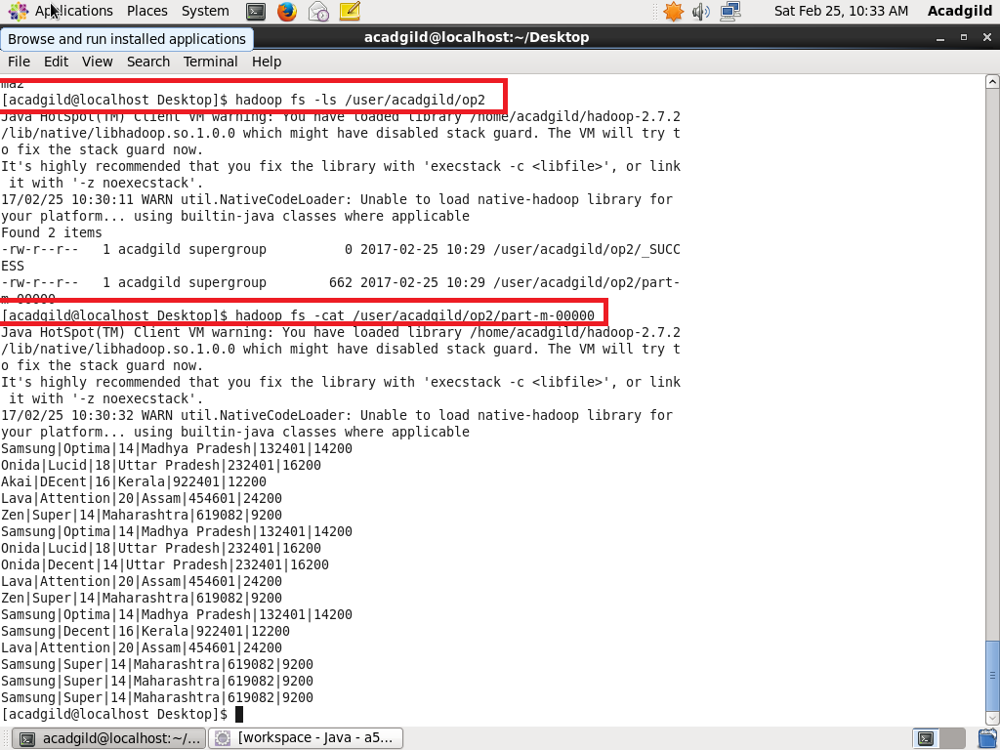 Applications Places System Sat Feb 25, 10:33 AM Acadgild
Browse and run installed applications
acadgild@localhost:~/Desktop
File Edit View Search Terminal Help
ma2
[acadgild@localhost Desktop]$ hadoop fs -ls /user/acadgild/op2
Java HotSpot(TM) Client VM warning: You have loaded library /home/acadgild/hadoop-2.7.2
/lib/native/libhadoop.so.1.0.0 which might have disabled stack guard. The VM will try t
o fix the stack guard now.
It's highly recommended that you fix the library with 'execstack -c <libfile>', or link
 it with '-z noexecstack'.
17/02/25 10:30:11 WARN util.NativeCodeLoader: Unable to load native-hadoop library for
your platform... using builtin-java classes where applicable
Found 2 items
-rw-r--r--   1 acadgild supergroup          0 2017-02-25 10:29 /user/acadgild/op2/_SUCC
ESS
-rw-r--r--   1 acadgild supergroup        662 2017-02-25 10:29 /user/acadgild/op2/part-
m-00000
[acadgild@localhost Desktop]$ hadoop fs -cat /user/acadgild/op2/part-m-00000
Java HotSpot(TM) Client VM warning: You have loaded library /home/acadgild/hadoop-2.7.2
/lib/native/libhadoop.so.1.0.0 which might have disabled stack guard. The VM will try t
o fix the stack guard now.
It's highly recommended that you fix the library with 'execstack -c <libfile>', or link
 it with '-z noexecstack'.
17/02/25 10:30:32 WARN util.NativeCodeLoader: Unable to load native-hadoop library for
your platform... using builtin-java classes where applicable
Samsung|Optima|14|Madhya Pradesh|132401|14200
Onida|Lucid|18|Uttar Pradesh|232401|16200
Akai|DEcent|16|Kerala|922401|12200
Lava|Attention|20|Assam|454601|24200
Zen|Super|14|Maharashtra|619082|9200
Samsung|Optima|14|Madhya Pradesh|132401|14200
Onida|Lucid|18|Uttar Pradesh|232401|16200
Onida|Decent|14|Uttar Pradesh|232401|16200
Lava|Attention|20|Assam|454601|24200
Zen|Super|14|Maharashtra|619082|9200
Samsung|Optima|14|Madhya Pradesh|132401|14200
Samsung|Decent|16|Kerala|922401|12200
Lava|Attention|20|Assam|454601|24200
Samsung|Super|14|Maharashtra|619082|9200
Samsung|Super|14|Maharashtra|619082|9200
Samsung|Super|14|Maharashtra|619082|9200
[acadgild@localhost Desktop]$
acadgild@localhost:~/... [workspace - Java - a5...